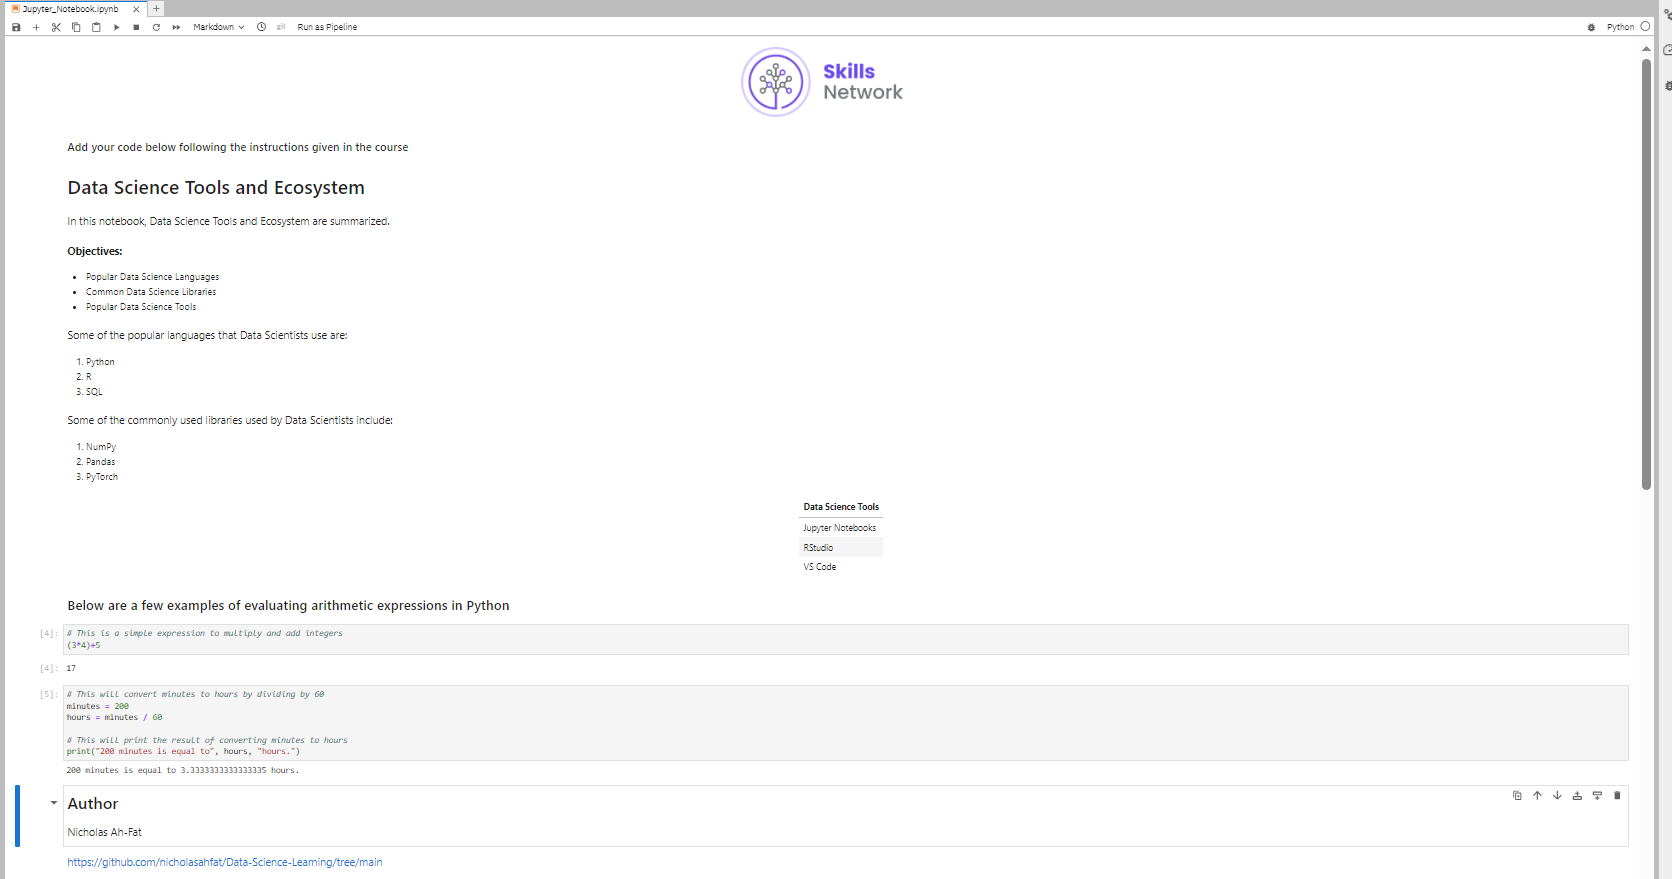 Jupyter_Notebook.ipynb
Markdown
git
Run as Pipeline
Python
Skills
Network
Add your code below following the instructions given in the course
Data Science Tools and Ecosystem
In this notebook, Data Science Tools and Ecosystem are summarized.
Objectives:
• Popular Data Science Languages
• Common Data Science Libraries
• Popular Data Science Tools
Some of the popular languages that Data Scientists use are:
1. Python
2. R
3. SQL
Some of the commonly used libraries used by Data Scientists include:
1. NumPy
2. Pandas
3. PyTorch
Data Science Tools
Jupyter Notebooks
RStudio
VS Code
Below are a few examples of evaluating arithmetic expressions in Python
[4]: # This is a simple expression to multiply and add integers
(3*4)+5
[4]: 17
[5]: # This will convert minutes to hours by dividing by 60
minutes = 200
hours = minutes / 60
# This will print the result of converting minutes to hours
print("200 minutes is equal to", hours, "hours.")
200 minutes is equal to 3.3333333333333335 hours.
Author
Nicholas Ah-Fat
https://github.com/nicholasahfat/Data-Science-Learning/tree/main